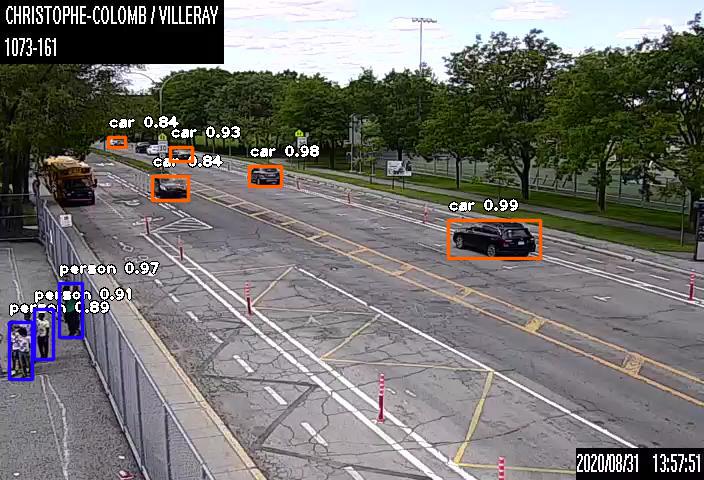 CHRISTOPHE-COLOMB / VILLERAY
1073-161
car 0.84
car 0.93
car 0.84
car 0.98
car 0.99
person 0.97
person 0.91
person 0.89
2020/08/31 13:57:51